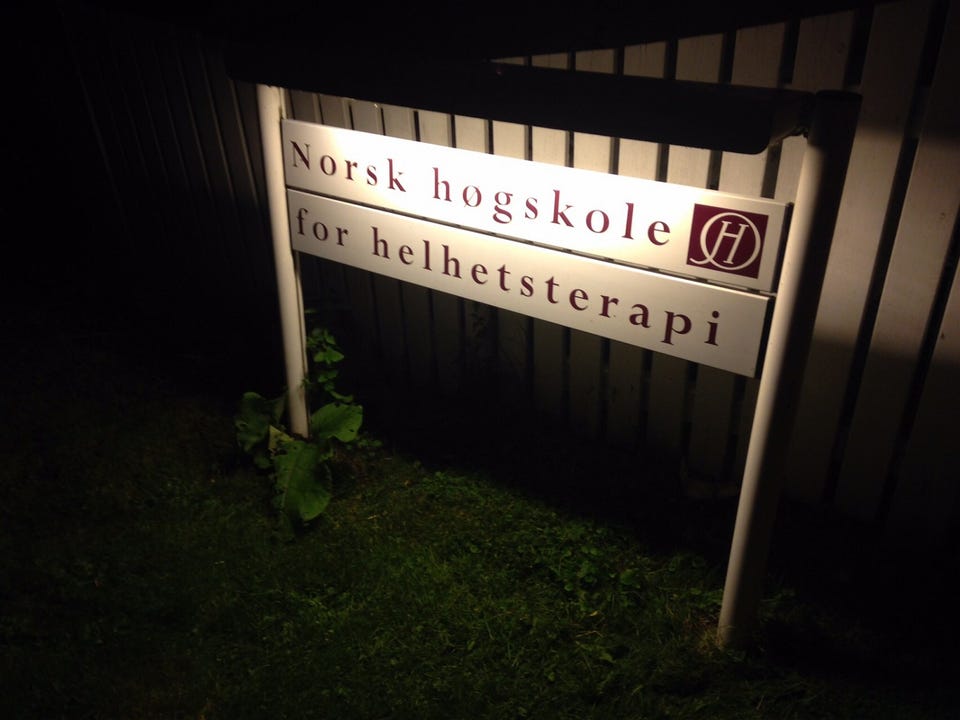 Norsk høgskole
for helhetsterapi
H